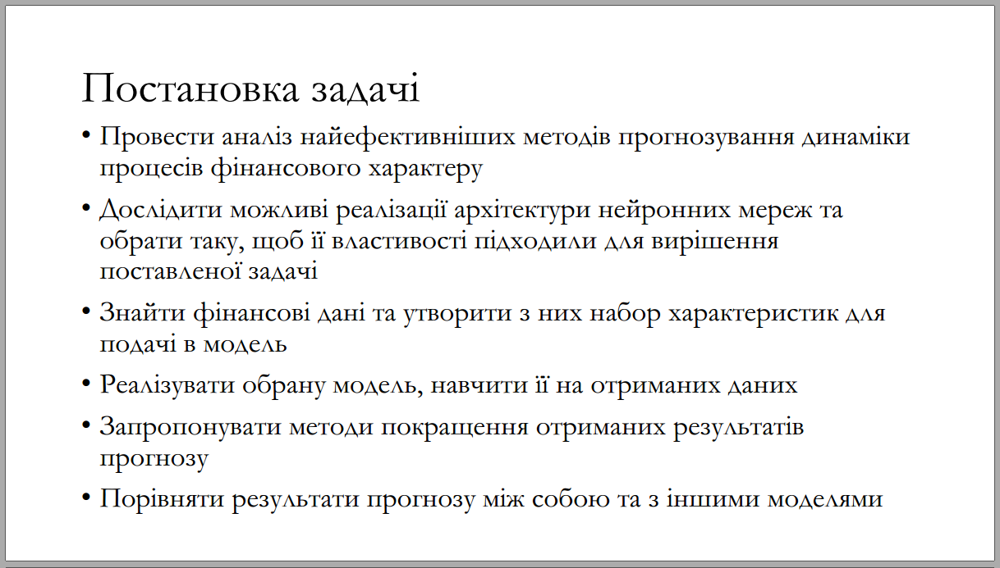 Постановка задачі
• Провести аналіз найефективніших методів прогнозування динаміки
процесів фінансового характеру
• Дослідити можливі реалізації архітектури нейронних мереж та
обрати таку, щоб її властивості підходили для вирішення
поставленої задачі
• Знайти фінансові дані та утворити з них набор характеристик для
подачі в модель
• Реалізувати обрану модель, навчити її на отриманих даних
• Запропонувати методи покращення отриманих результатів
прогнозу
• Порівняти результати прогнозу між собою та з іншими моделями